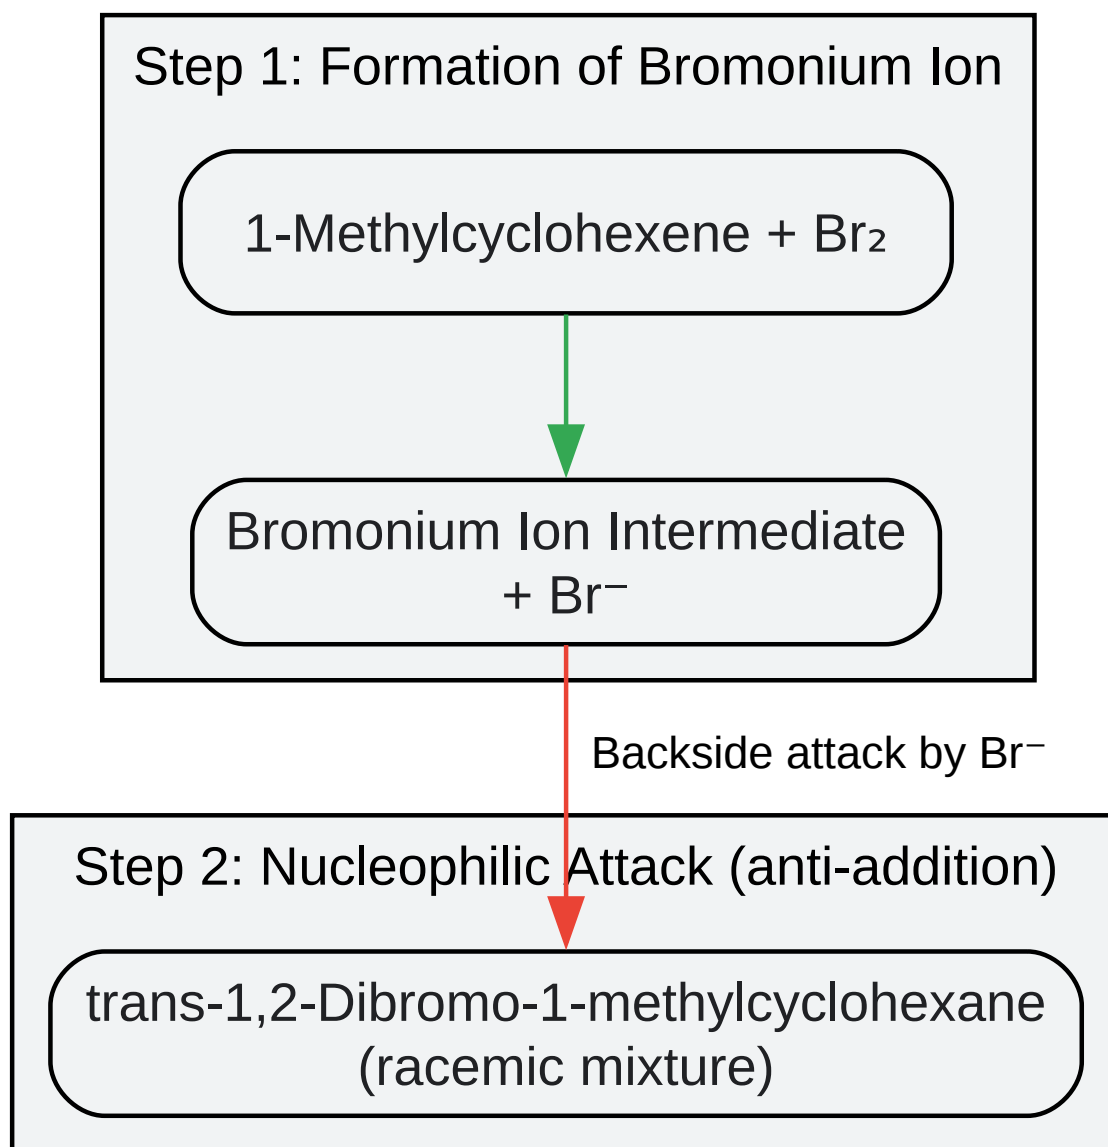 Step 1: Formation of Bromonium Ion
1-Methylcyclohexene + Br₂
Bromonium Ion Intermediate
+ Br⁻
Backside attack by Br⁻
Step 2: Nucleophilic Attack (anti-addition)
trans-1,2-Dibromo-1-methylcyclohexane
(racemic mixture)